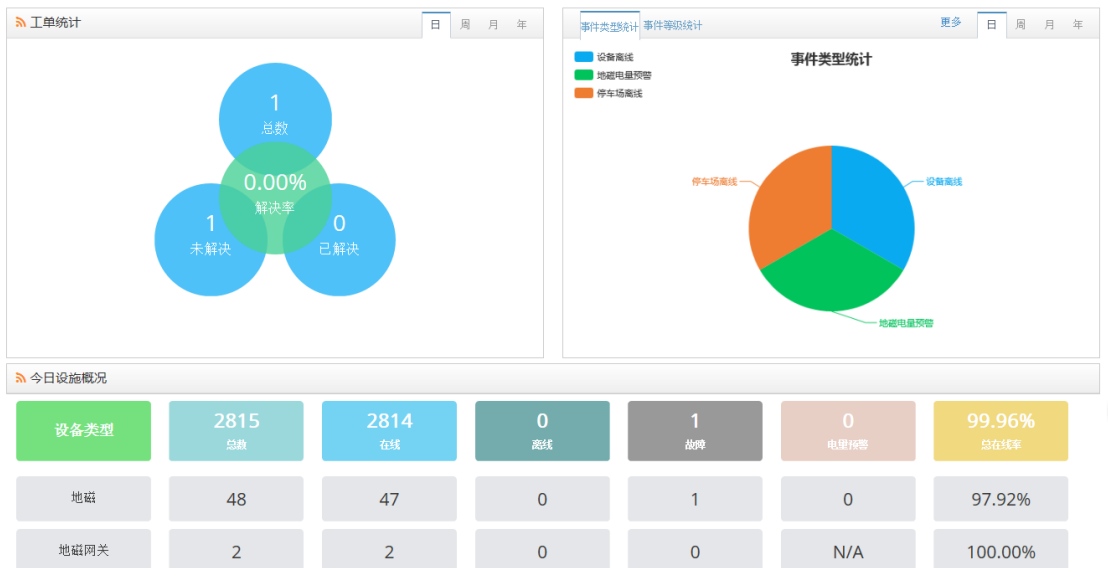 工单统计
日 周 月 年
1
总数
0.00%
解决率
1
未解决
0
已解决
事件类型统计 事件等级统计 更多 日 周 月 年
事件类型统计
设备离线
地磁电量预警
停车场离线
停车场离线
设备离线
地磁电量预警
今日设施概况
设备类型
2815
总数
2814
在线
0
离线
1
故障
0
电量预警
99.96%
总在线率
地磁 48 47 0 1 0 97.92%
地磁网关 2 2 0 0 N/A 100.00%